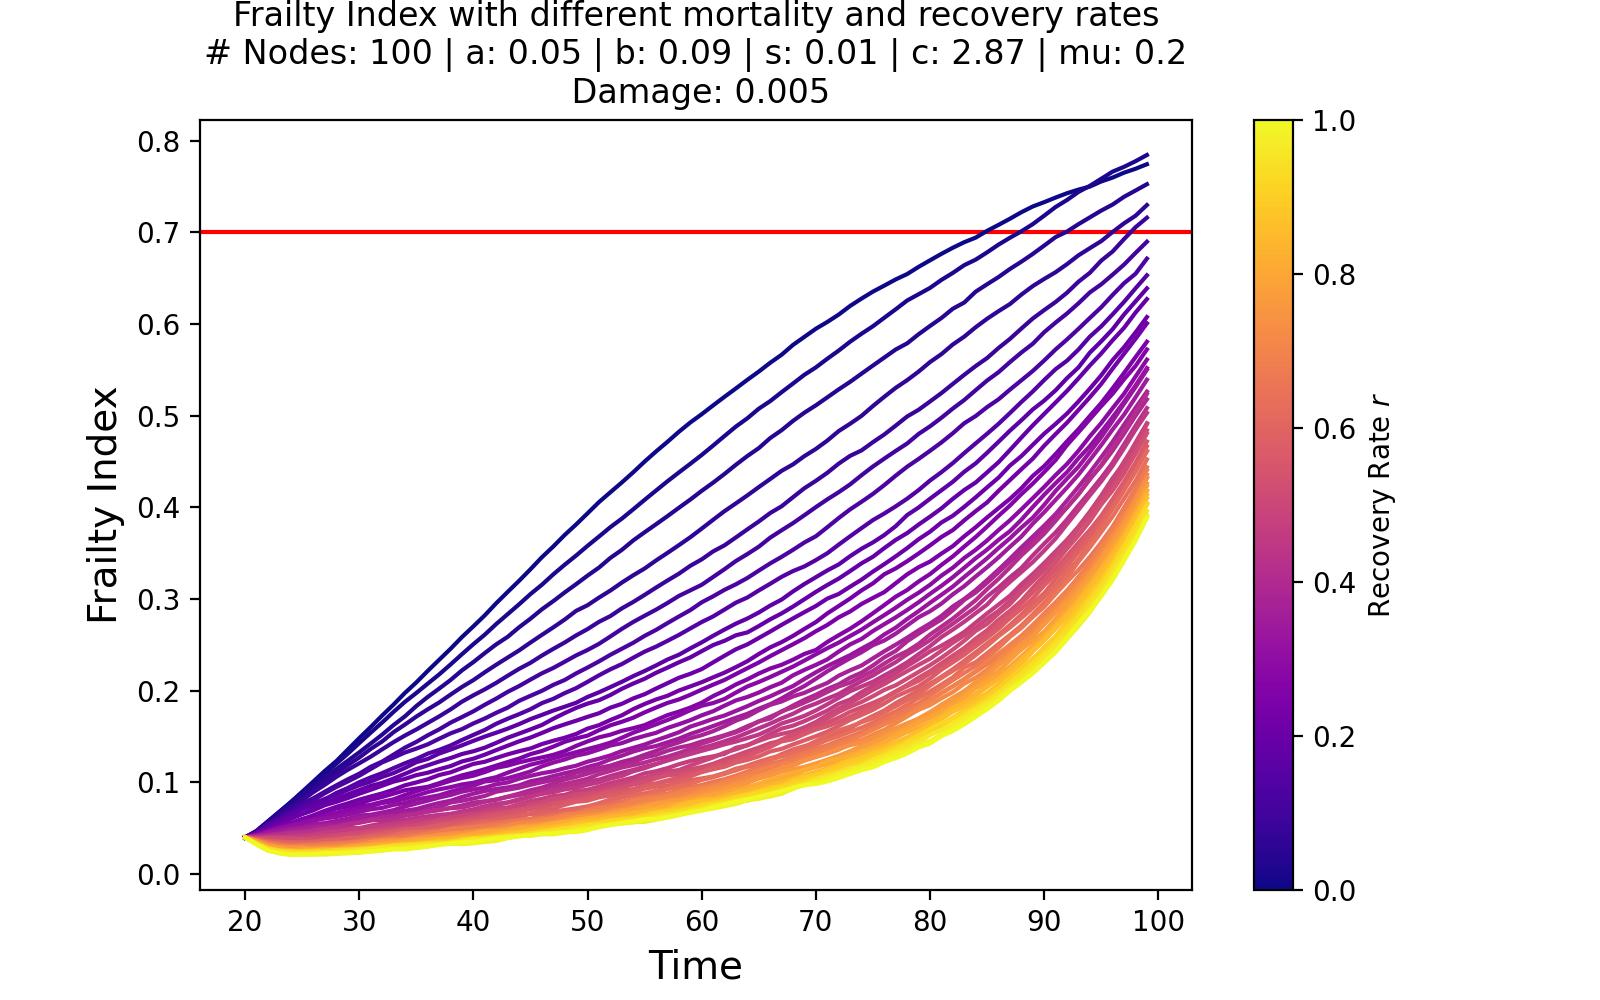 Frailty Index with different mortality and recovery rates
# Nodes: 100 | a: 0.05 | b: 0.09 | s: 0.01 | c: 2.87 | mu: 0.2
Damage: 0.005
0.8
0.7
0.6
0.5
0.4
0.3
0.2
0.1
0.0
Frailty Index
20 30 40 50 60 70 80 90 100
Time
1.0
0.8
0.6
0.4
0.2
0.0
Recovery Rate r